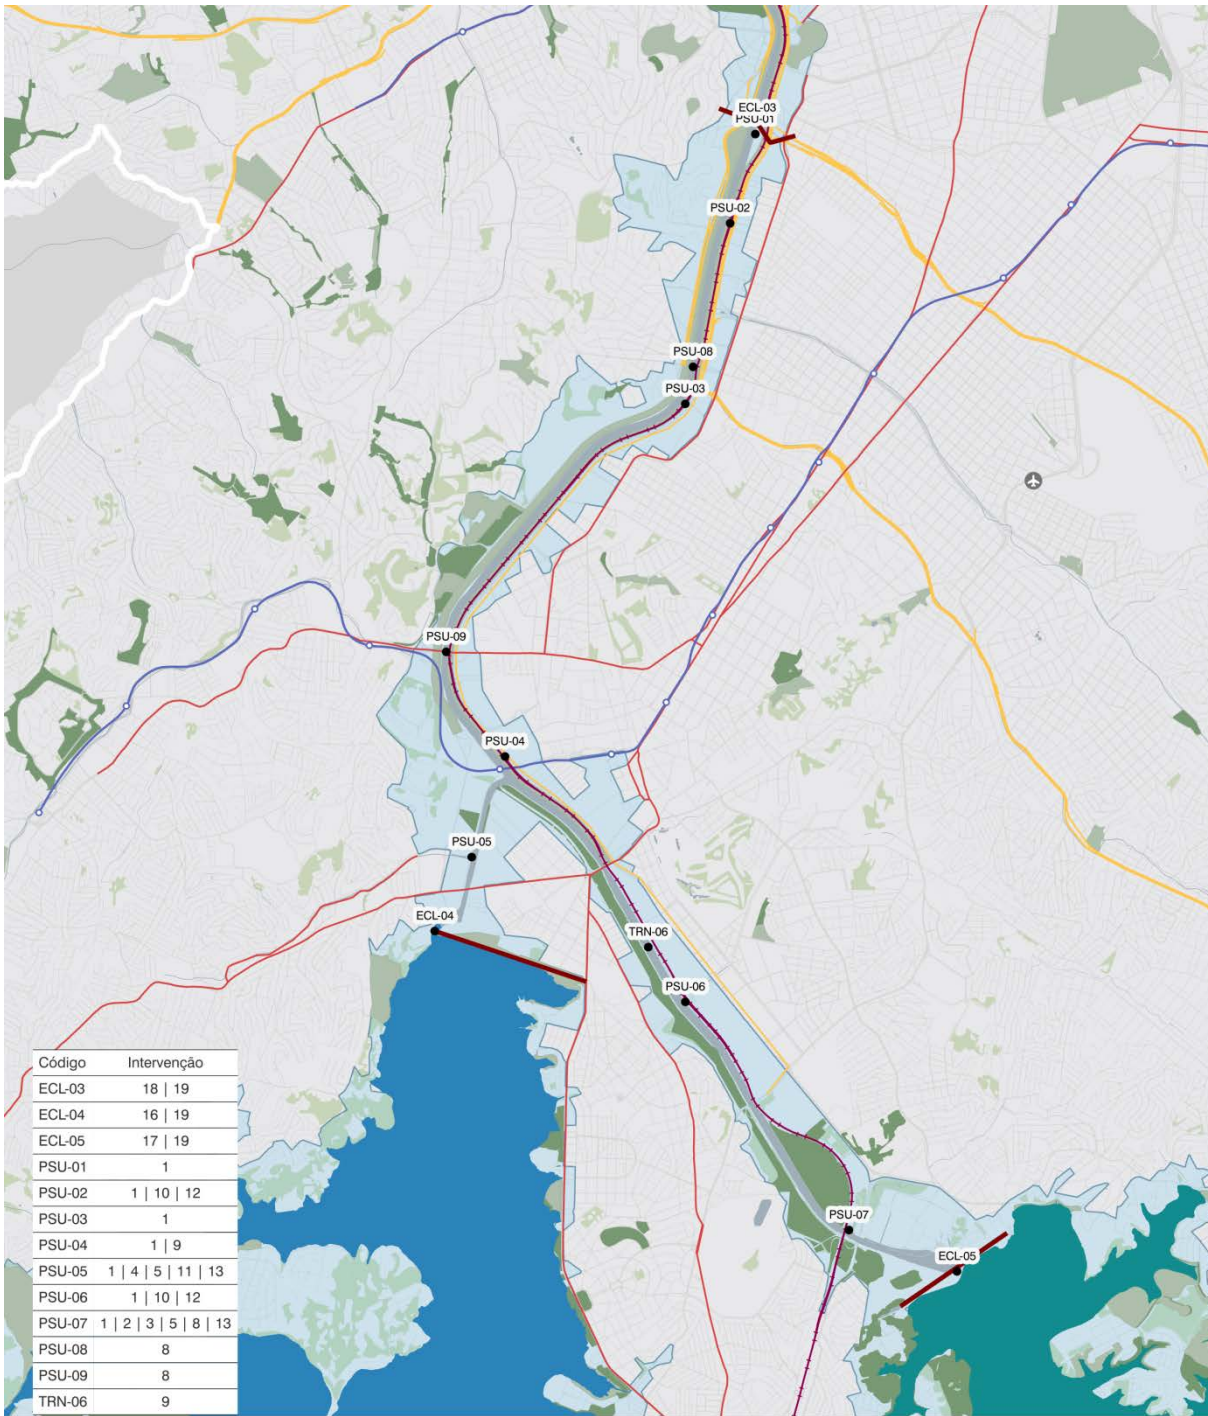 ECL-03
PSU-01
PSU-02
PSU-08
PSU-03
PSU-09
PSU-04
PSU-05
ECL-04
TRN-06
PSU-06
PSU-07
ECL-05
Código Intervenção
ECL-03 18 | 19
ECL-04 16 | 19
ECL-05 17 | 19
PSU-01 1
PSU-02 1 | 10 | 12
PSU-03 1
PSU-04 1 | 9
PSU-05 1 | 4 | 5 | 11 | 13
PSU-06 1 | 10 | 12
PSU-07 1 | 2 | 3 | 5 | 8 | 13
PSU-08 8
PSU-09 8
TRN-06 9